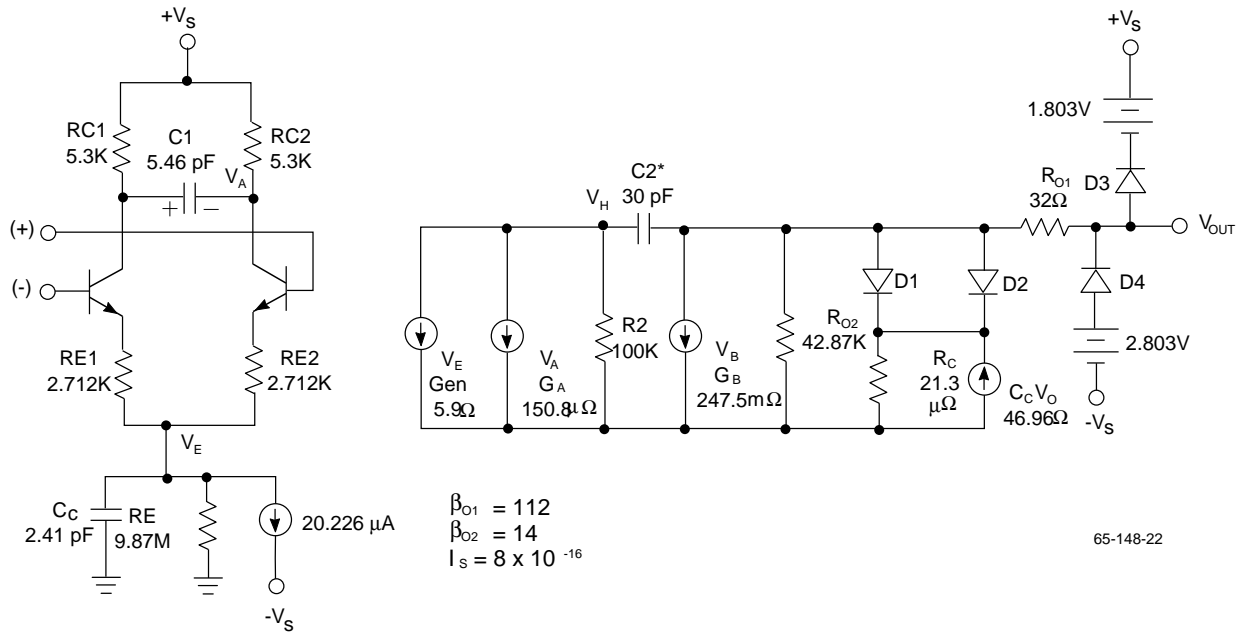 +VS
RC1
5.3K
C1
5.46 pF
RC2
5.3K
VA
+
−
(+)
(-)
RE1
2.712K
RE2
2.712K
VE
CC
2.41 pF
RE
9.87M
20.226 µA
-VS
VH
C2*
30 pF
VE
Gen
5.9Ω
VA
GA
150.8µΩ
R2
100K
VB
GB
247.5mΩ
RO2
42.87K
D1
D2
RC
21.3
µΩ
CCVO
46.96Ω
RO1
32Ω
+VS
1.803V
D3
VOUT
D4
2.803V
-VS
βO1 = 112
βO2 = 14
IS = 8 x 10 -16
65-148-22